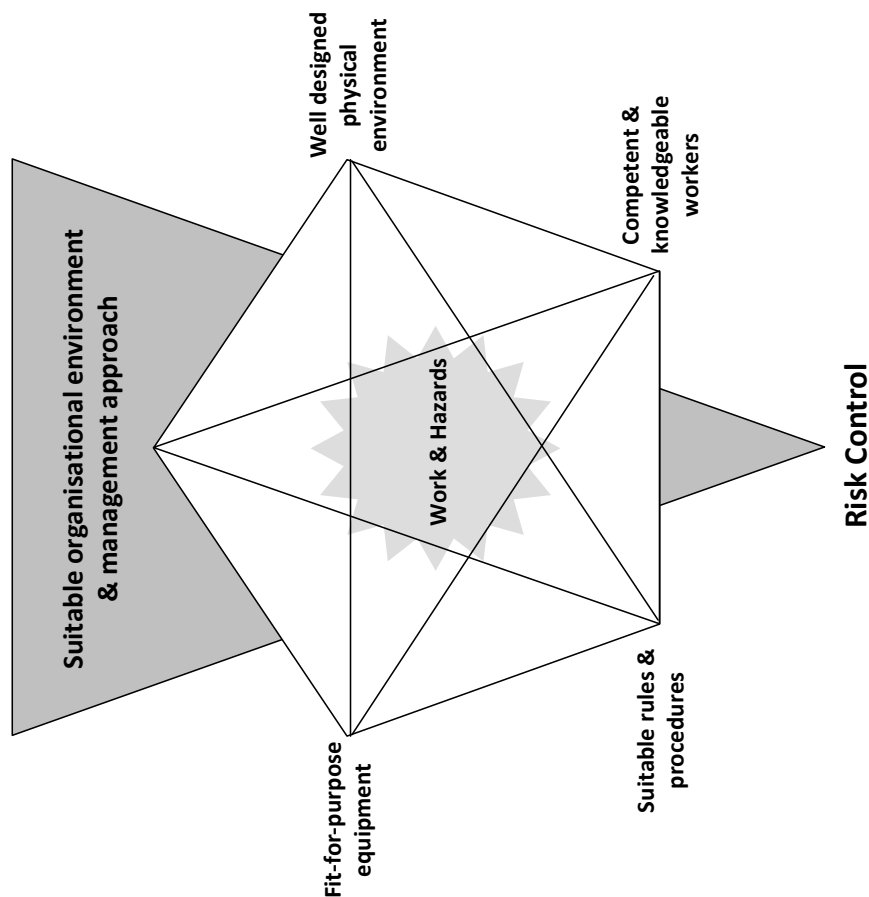 Suitable organisational environment
& management approach
Well designed
physical
environment
Fit-for-purpose
equipment
Work & Hazards
Competent &
knowledgeable
workers
Suitable rules &
procedures
Risk Control